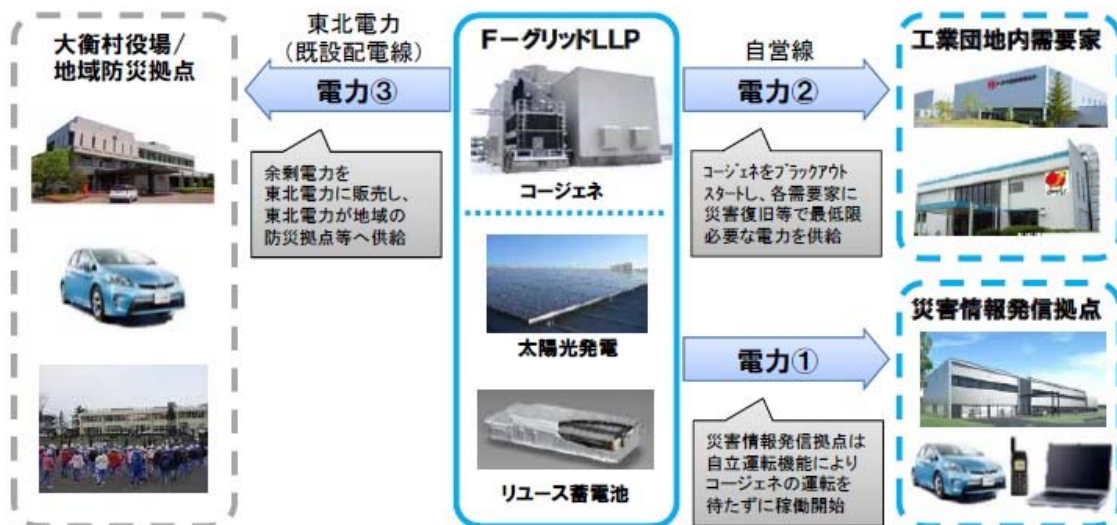 大衡村役場/
地域防災拠点
東北電力
(既設配電線)
電力③
余剰電力を
東北電力に販売し、
東北電力が地域の
防災拠点等へ供給
F-グリッドLLP
コージェネ
太陽光発電
リユース蓄電池
自営線
電力②
コージェネをブラックアウト
スタートし、各需要家に
災害復旧等で最低限
必要な電力を供給
工業団地内需要家
電力①
災害情報発信拠点は
自立運転機能により
コージェネの運転を
待たずに稼働開始
災害情報発信拠点